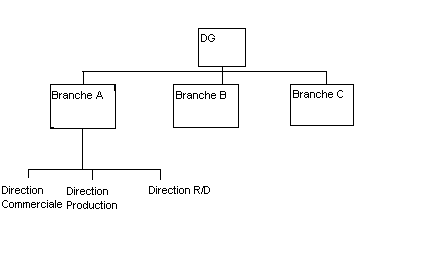 DG
Branche A
Branche B
Branche C
Direction
Commerciale
Direction
Production
Direction R/D